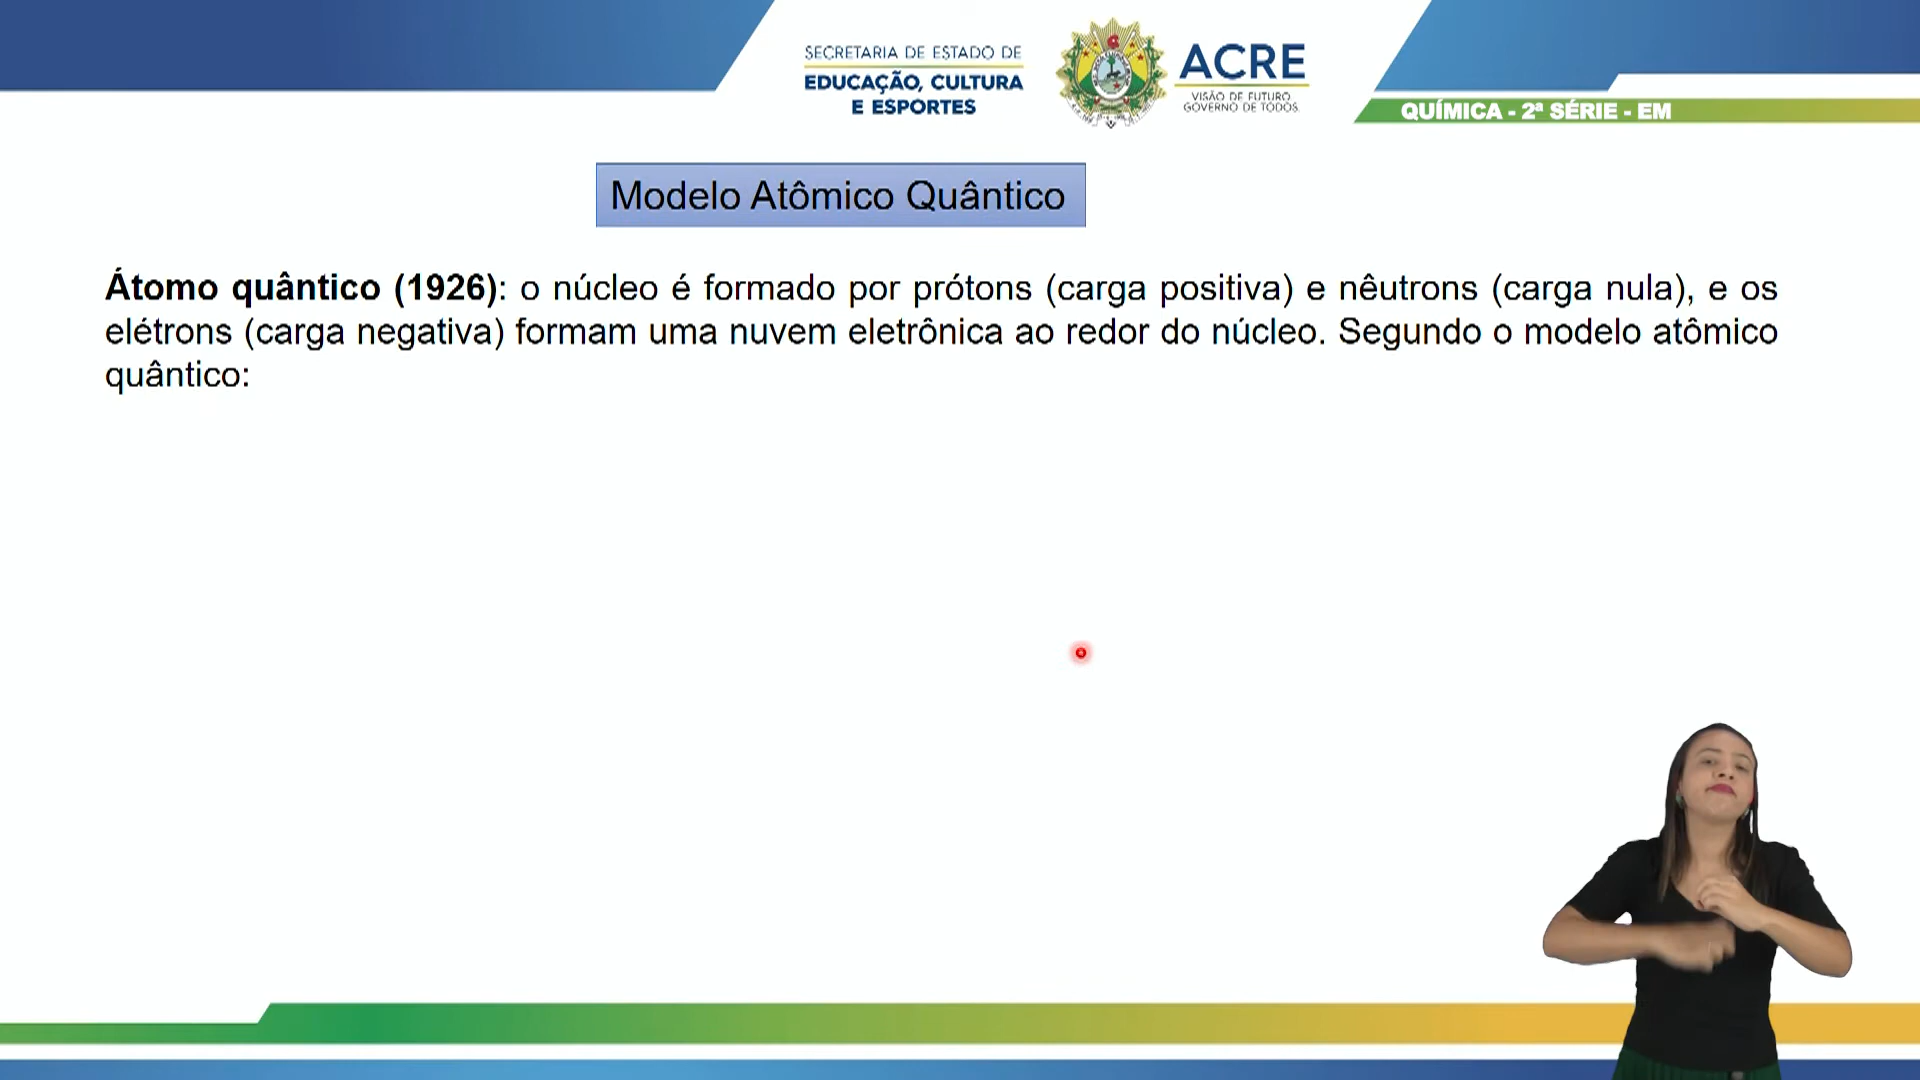 SECRETARIA DE ESTADO DE
EDUCAÇÃO, CULTURA
E ESPORTES
ACRE
VISÃO DE FUTURO
GOVERNO DE TODOS
QUÍMICA - 2ª SÉRIE - EM
Modelo Atômico Quântico
Átomo quântico (1926): o núcleo é formado por prótons (carga positiva) e nêutrons (carga nula), e os
elétrons (carga negativa) formam uma nuvem eletrônica ao redor do núcleo. Segundo o modelo atômico
quântico: